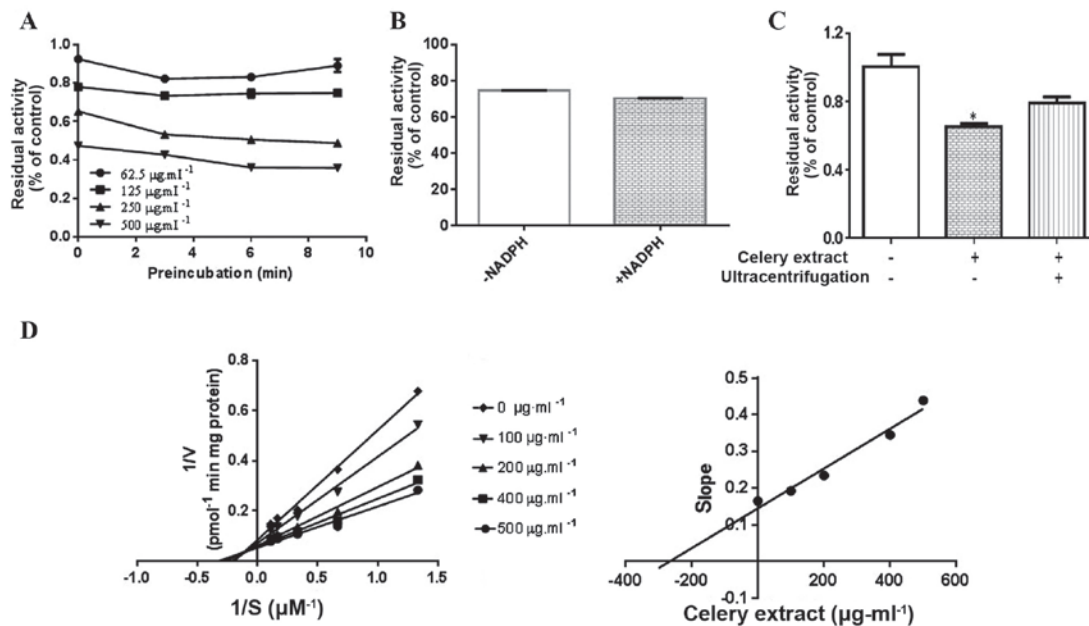 A
Residual activity
(% of control)
1.0
0.8
0.6
0.4
0.2
0.0
62.5 µg.ml -1
125 µg.ml -1
250 µg.ml -1
500 µg.ml -1
0 2 4 6 8 10
Preincubation (min)
B
Residual activity
(% of control)
100
80
60
40
20
0
-NADPH
+NADPH
C
Residual activity
(% of control)
1.2
0.8
0.4
0.0
*
Celery extract - + +
Ultracentrifugation - - +
D
1/V
(pmol-1 min mg protein)
0.8
0.6
0.4
0.2
-1.0 -0.5 0.0 0.5 1.0 1.5
1/S (µM-1)
0 µg·ml -1
100 µg·ml -1
200 µg.ml -1
400 µg.ml -1
500 µg.ml -1
Slope
0.5
0.4
0.3
0.2
0.1
-0.1
-400 -200 0 200 400 600
Celery extract (µg-ml-1)